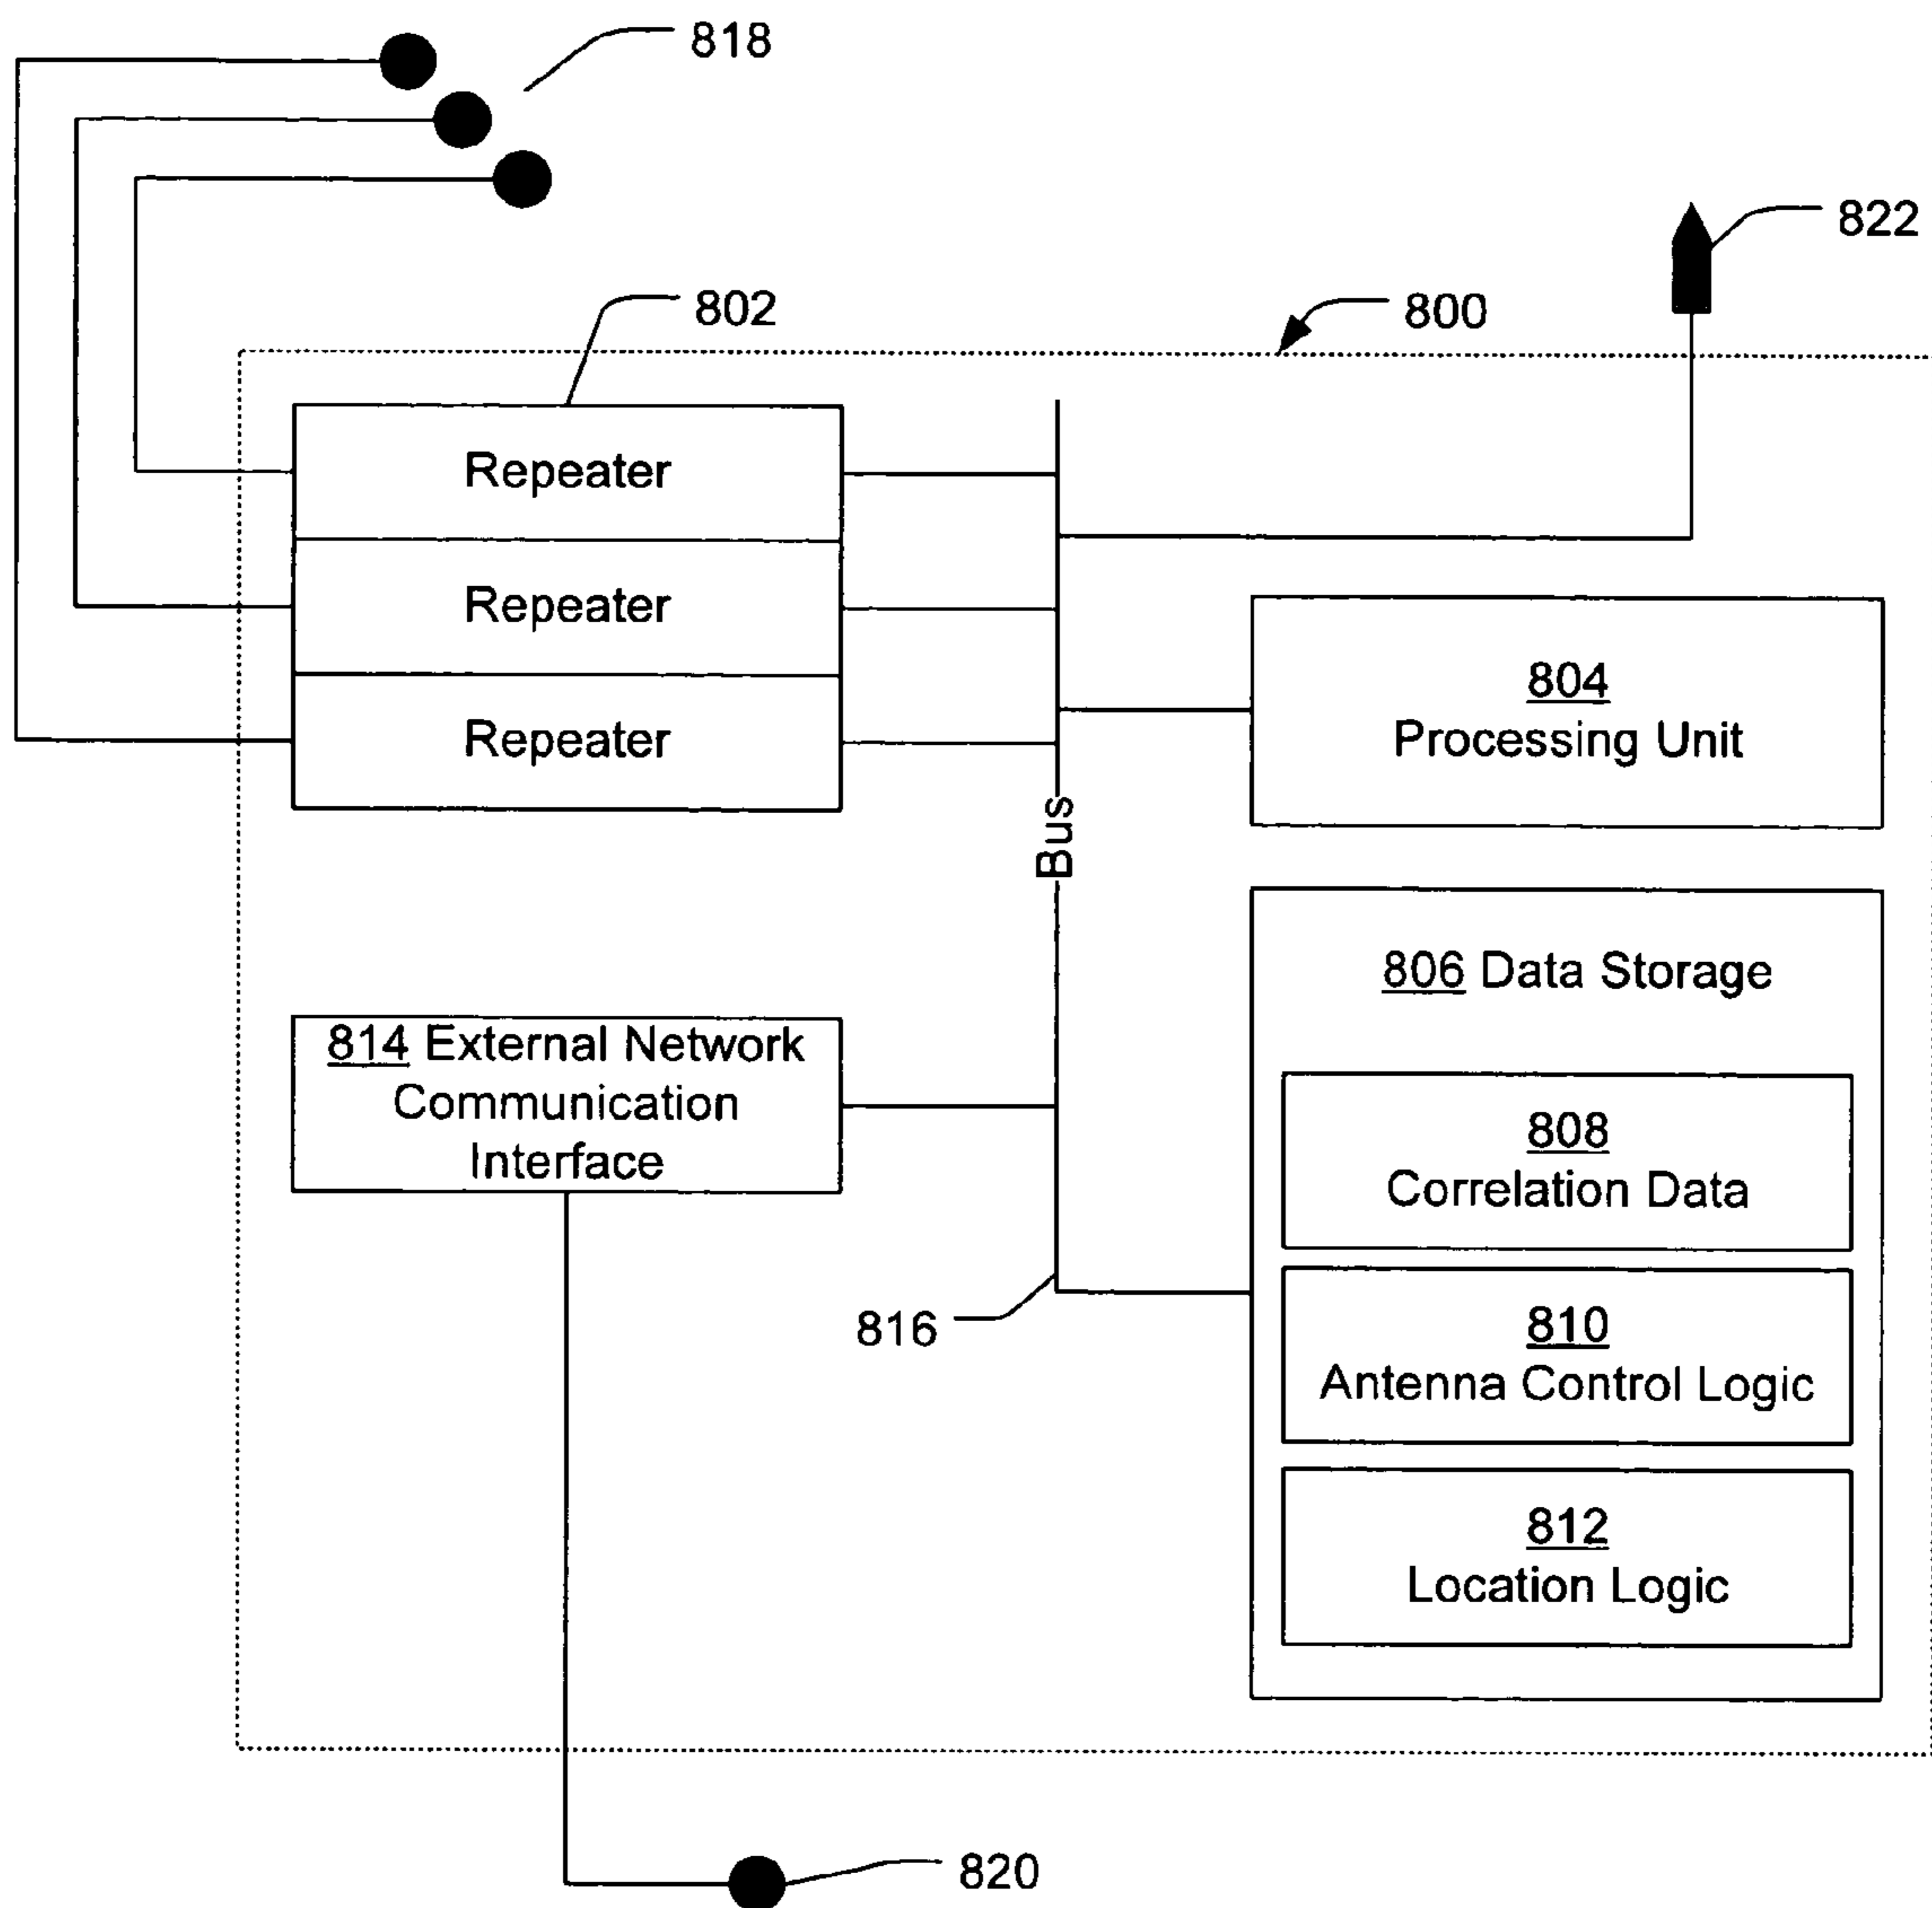 818
822
802
800
Repeater
Repeater
804
Repeater
Processing Unit
Bus
806 Data Storage
814 External Network
Communication
Interface
808
Correlation Data
816
810
Antenna Control Logic
812
Location Logic
820